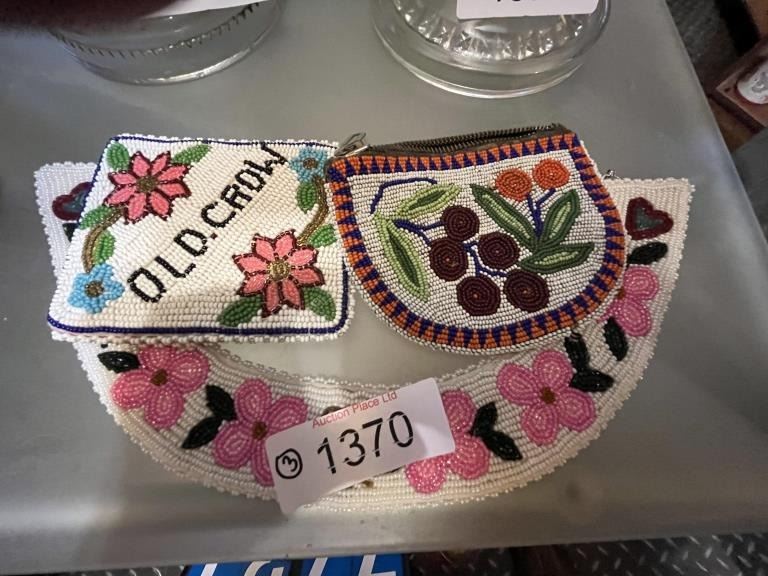 OLD.CROW
Auction Place Ltd
3
1370